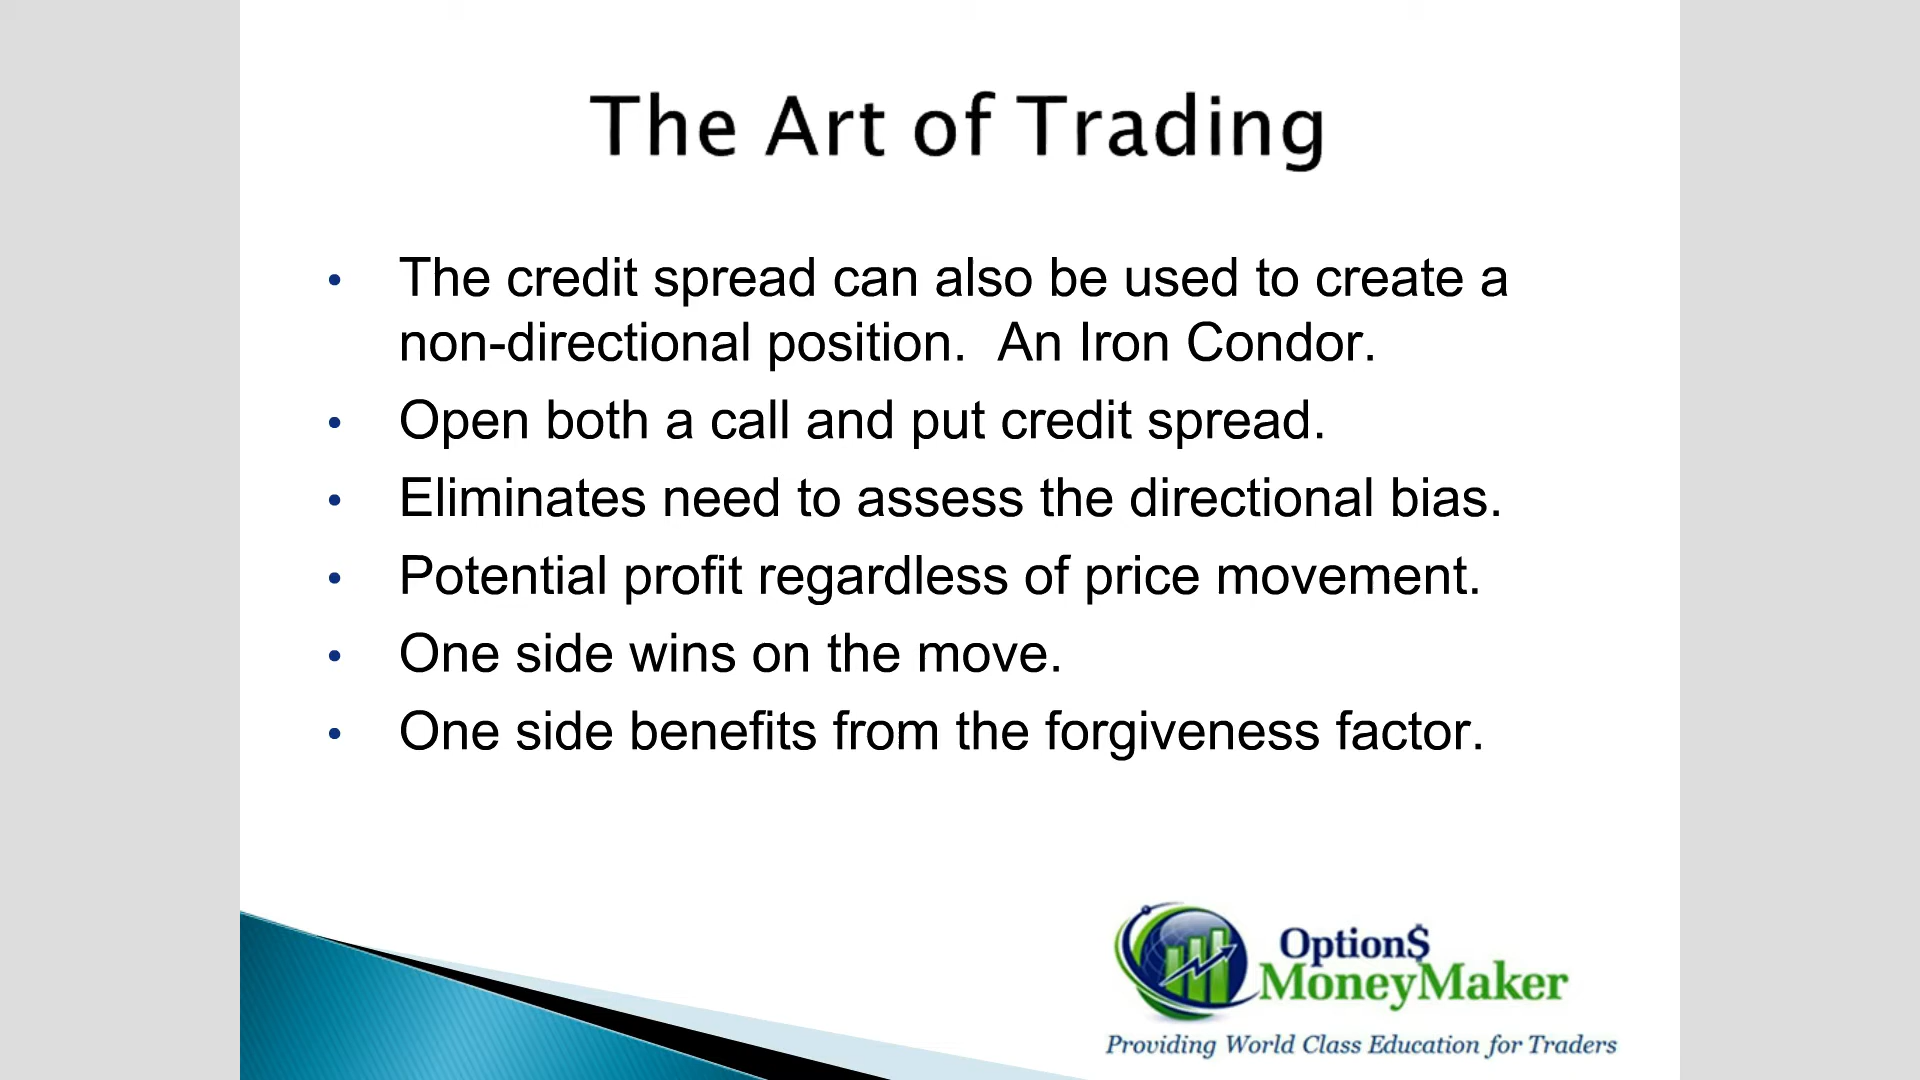 The Art of Trading
• The credit spread can also be used to create a
non-directional position.  An Iron Condor.
• Open both a call and put credit spread.
• Eliminates need to assess the directional bias.
• Potential profit regardless of price movement.
• One side wins on the move.
• One side benefits from the forgiveness factor.
Option$
MoneyMaker
Providing World Class Education for Traders